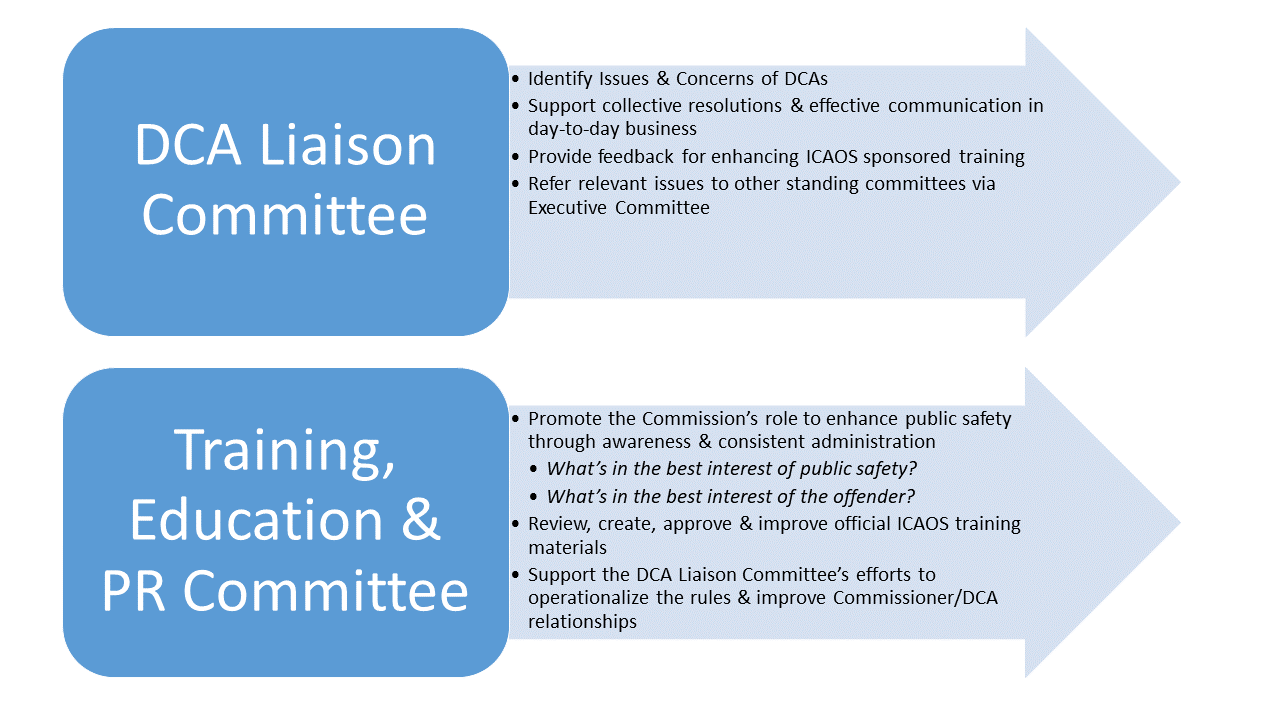 DCA Liaison
Committee
• Identify Issues & Concerns of DCAs
• Support collective resolutions & effective communication in
day-to-day business
• Provide feedback for enhancing ICAOS sponsored training
• Refer relevant issues to other standing committees via
Executive Committee
Training,
Education &
PR Committee
• Promote the Commission’s role to enhance public safety
through awareness & consistent administration
• What’s in the best interest of public safety?
• What’s in the best interest of the offender?
• Review, create, approve & improve official ICAOS training
materials
• Support the DCA Liaison Committee’s efforts to
operationalize the rules & improve Commissioner/DCA
relationships